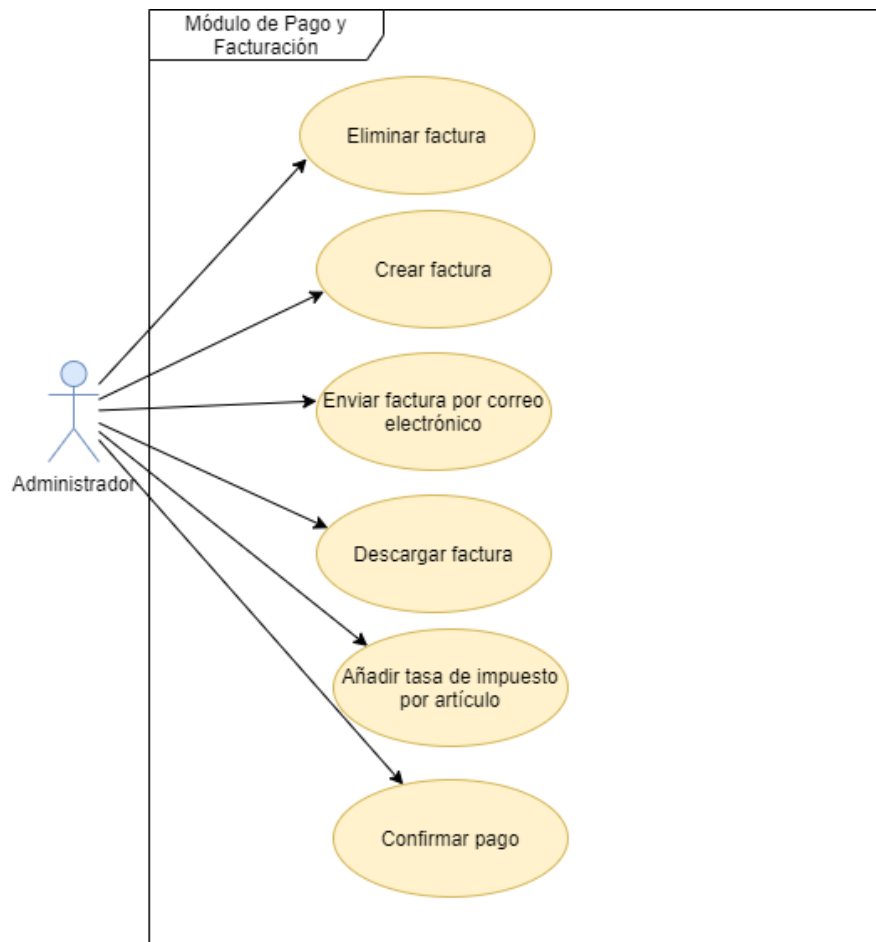 Módulo de Pago y
Facturación
Eliminar factura
Crear factura
Enviar factura por correo
electrónico
Administrador
Descargar factura
Añadir tasa de impuesto
por artículo
Confirmar pago